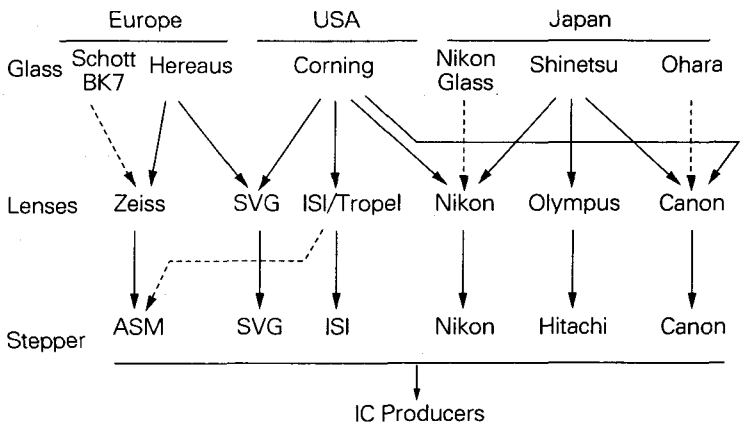 Europe USA Japan
Glass Schott BK7 Hereaus Corning Nikon Glass Shinetsu Ohara
Lenses Zeiss SVG ISI/Tropel Nikon Olympus Canon
Stepper ASM SVG ISI Nikon Hitachi Canon
IC Producers